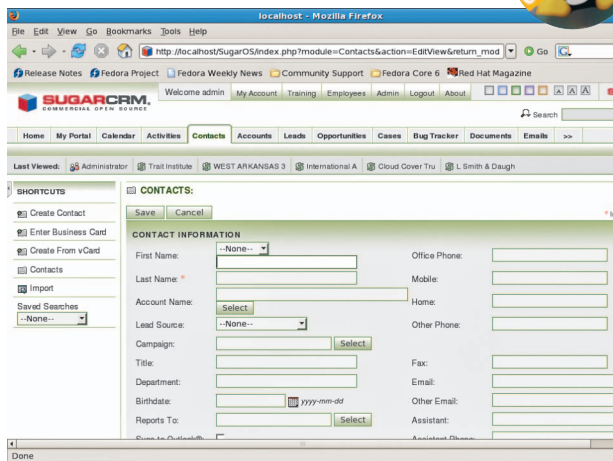 localhost - Mozilla Firefox
File Edit View Go Bookmarks Tools Help
http://localhost/SugarOS/index.php?module=Contacts&action=EditView&return_mod Go
Release Notes Fedora Project Fedora Weekly News Community Support Fedora Core 6 Red Hat Magazine
SUGARCRM.
COMMERCIAL OPEN SOURCE
Welcome admin My Account Training Employees Admin Logout About A A A
Search
Home My Portal Calendar Activities Contacts Accounts Leads Opportunities Cases Bug Tracker Documents Emails >>
Last Viewed: Administrator Trait Institute WEST ARKANSAS 3 International A Cloud Cover Tru L Smith & Daugh
SHORTCUTS
Create Contact
Enter Business Card
Create From vCard
Contacts
Import
Saved Searches
--None--
CONTACTS:
Save Cancel
CONTACT INFORMATION
First Name: --None-- Office Phone:
Last Name: * Mobile:
Account Name: Select Home:
Lead Source: --None-- Other Phone:
Campaign: Select
Title: Fax:
Department: Email:
Birthdate: yyyy-mm-dd Other Email:
Reports To: Select Assistant:
Done